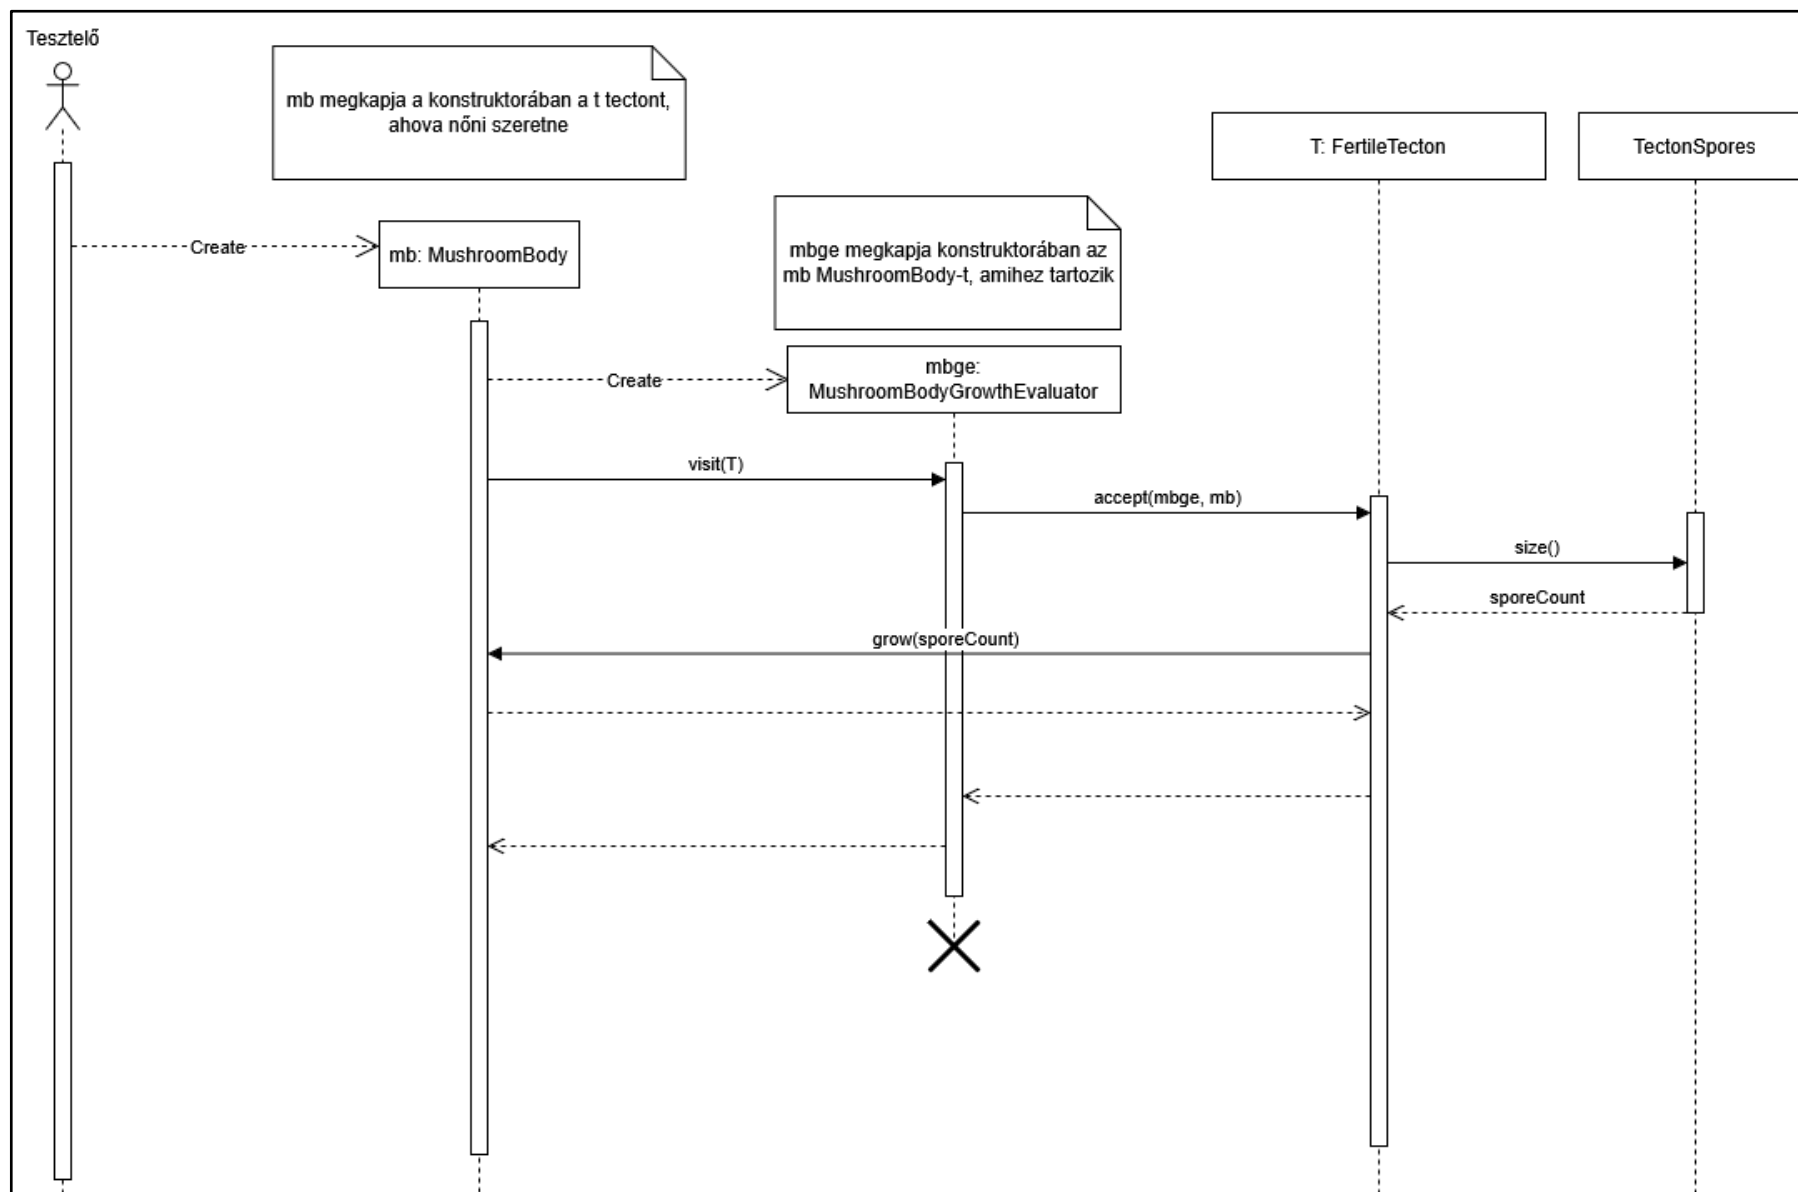 Tesztelő
mb megkapja a konstruktorában a t tectont,
ahova nőni szeretne
T: FertileTecton
TectonSpores
mbge megkapja konstruktorában az
mb MushroomBody-t, amihez tartozik
Create
mb: MushroomBody
Create
mbge:
MushroomBodyGrowthEvaluator
visit(T)
accept(mbge, mb)
size()
sporeCount
grow(sporeCount)